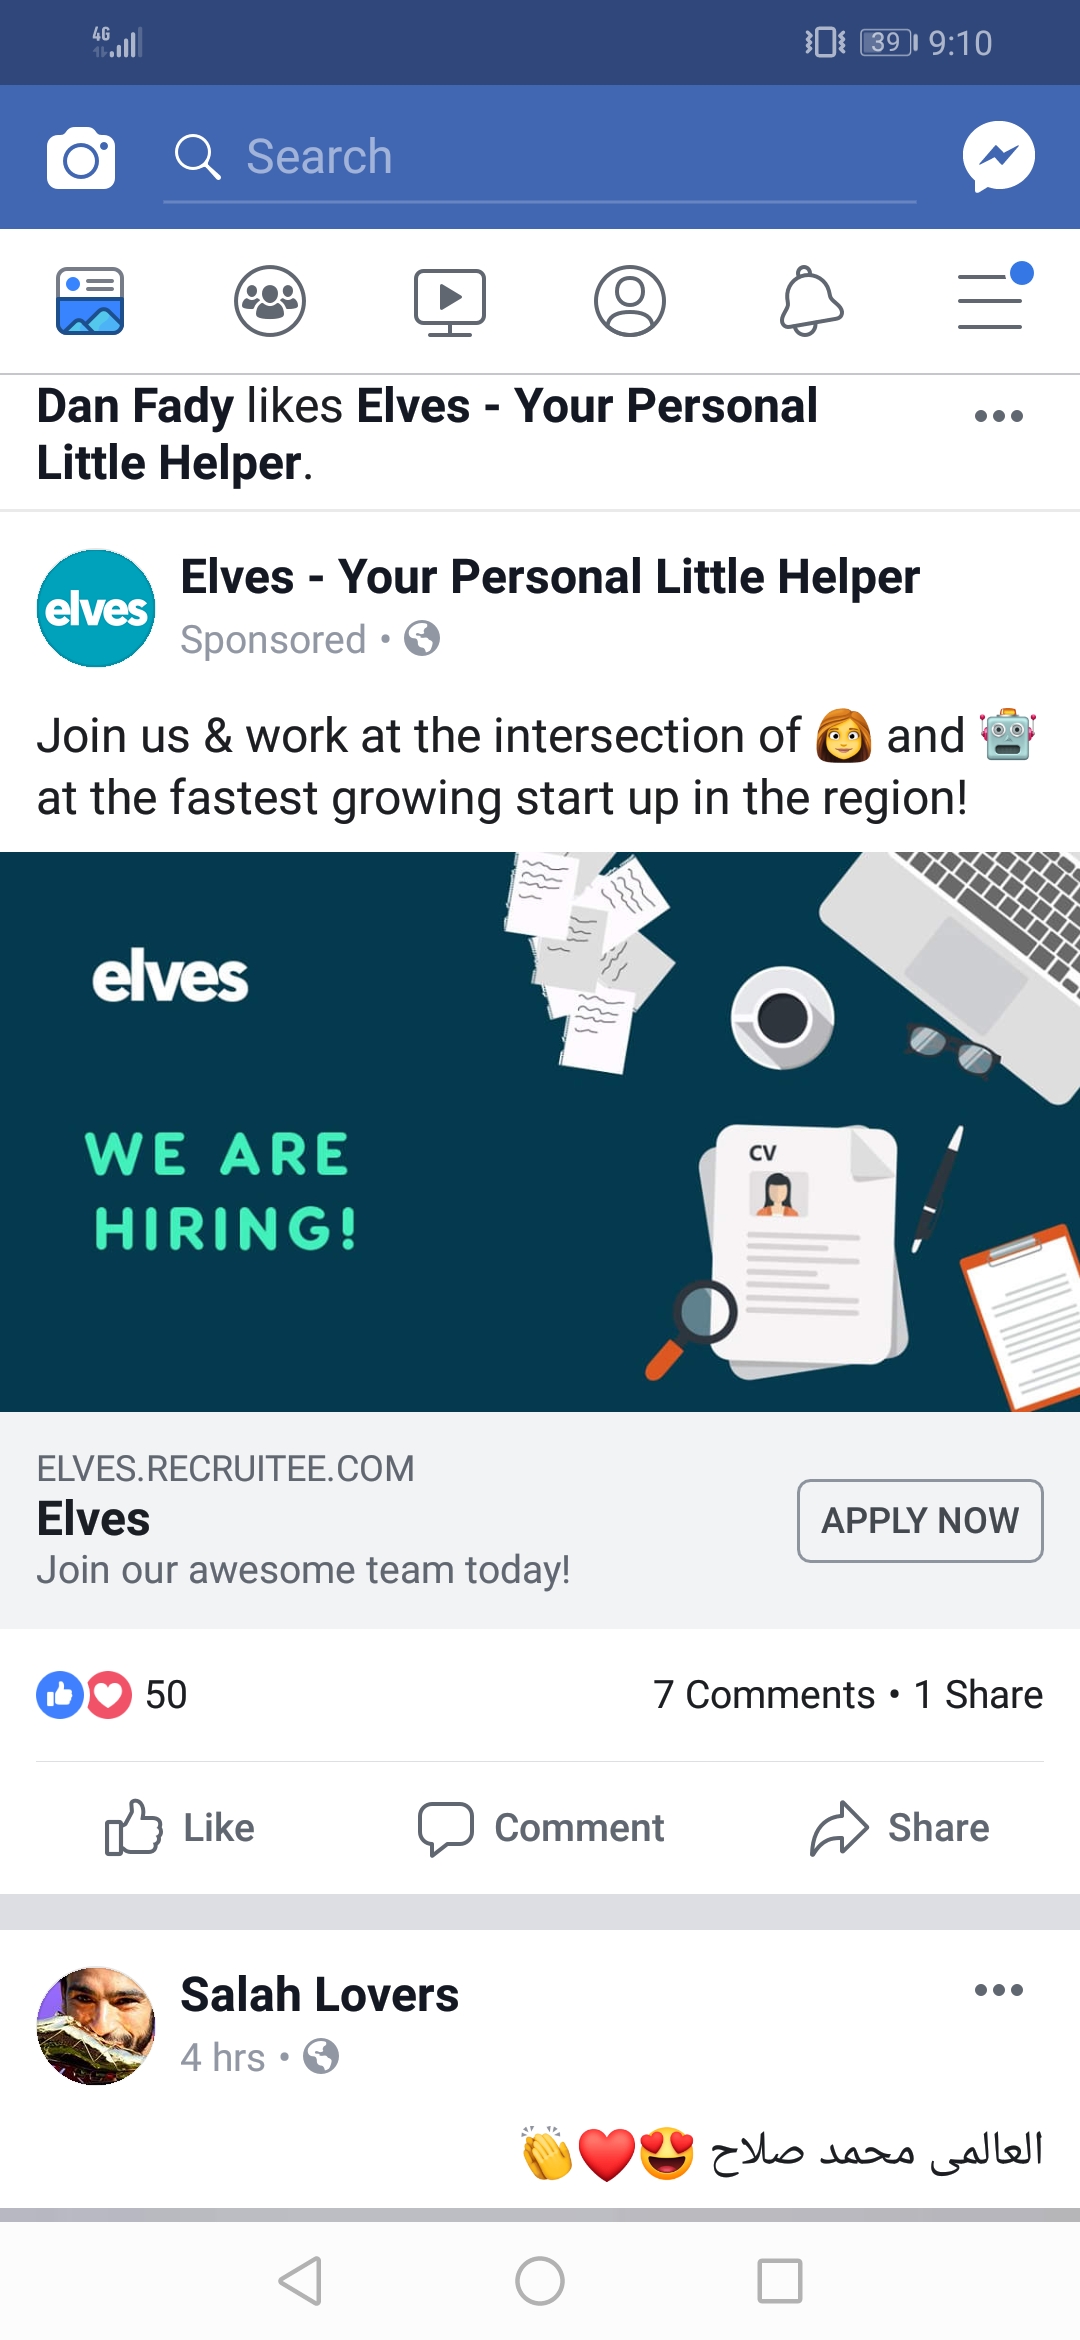 4G
39 9:10
Search
Dan Fady likes Elves - Your Personal
Little Helper.
elves
Elves - Your Personal Little Helper
Sponsored •
Join us & work at the intersection of 👩 and 🤖
at the fastest growing start up in the region!
elves
WE ARE
HIRING!
CV
ELVES.RECRUITEE.COM
Elves
Join our awesome team today!
APPLY NOW
50
7 Comments • 1 Share
Like
Comment
Share
Salah Lovers
4 hrs •
العالمى محمد صلاح 😍❤️👏